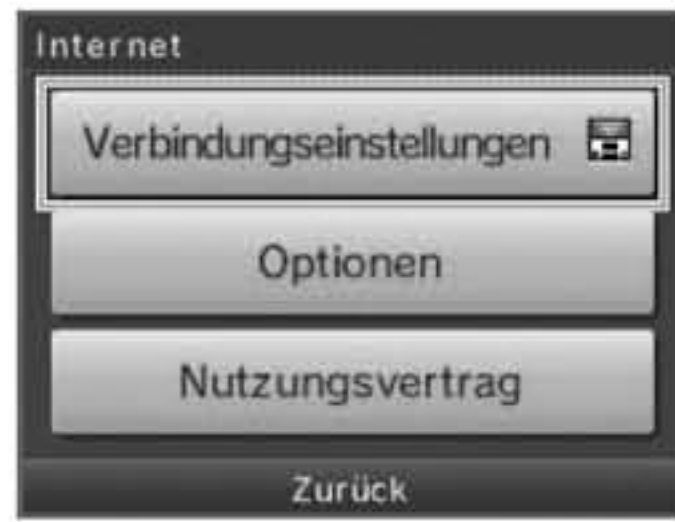 Internet
Verbindungseinstellungen
Optionen
Nutzungsvertrag
Zurück